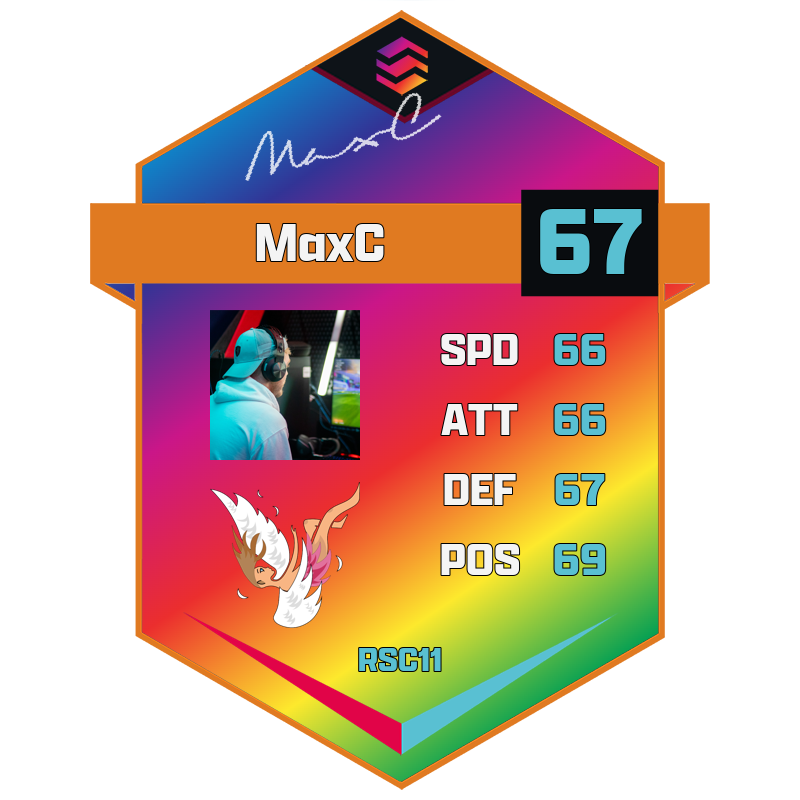 MaxC
MaxC 67
SPD 66
ATT 66
DEF 67
POS 69
RSC11